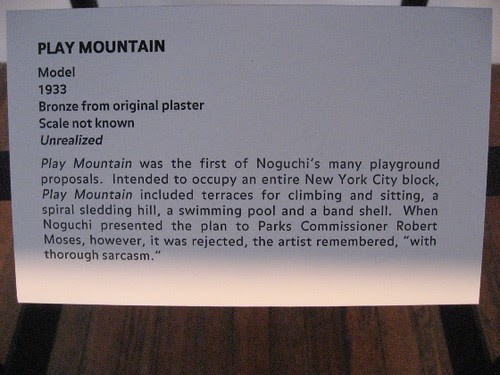 PLAY MOUNTAIN
Model
1933
Bronze from original plaster
Scale not known
Unrealized
Play Mountain was the first of Noguchi's many playground
proposals. Intended to occupy an entire New York City block,
Play Mountain included terraces for climbing and sitting, a
spiral sledding hill, a swimming pool and a band shell. When
Noguchi presented the plan to Parks Commissioner Robert
Moses, however, it was rejected, the artist remembered, "with
thorough sarcasm."